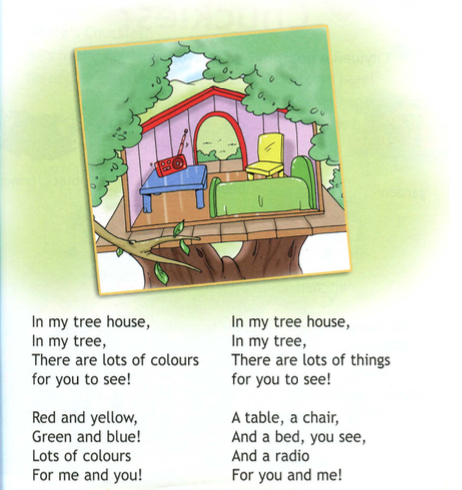 In my tree house,
In my tree,
There are lots of colours
for you to see!
Red and yellow,
Green and blue!
Lots of colours
For me and you!
In my tree house,
In my tree,
There are lots of things
for you to see!
A table, a chair,
And a bed, you see,
And a radio
For you and me!